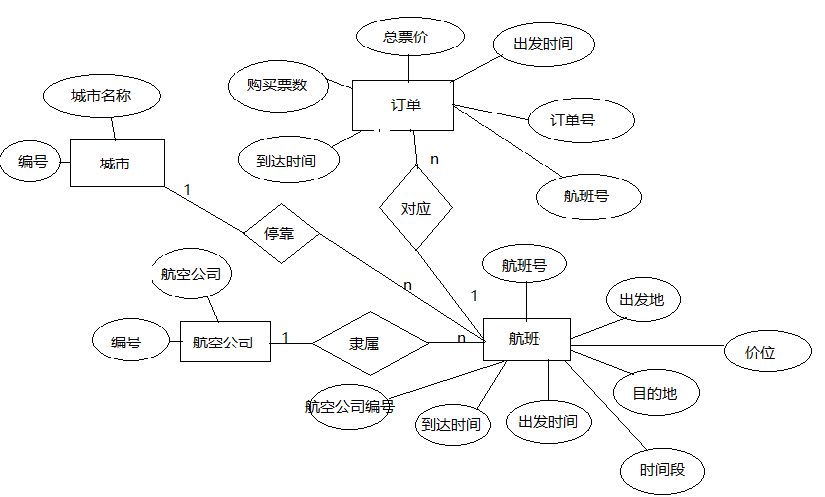 总票价
出发时间
购买票数
城市名称
订单
订单号
到达时间
编号
城市
n
1
航班号
对应
停靠
航空公司
航班号
n
1
出发地
编号
航空公司
1
隶属
n
航班
价位
目的地
航空公司编号
到达时间
出发时间
时间段